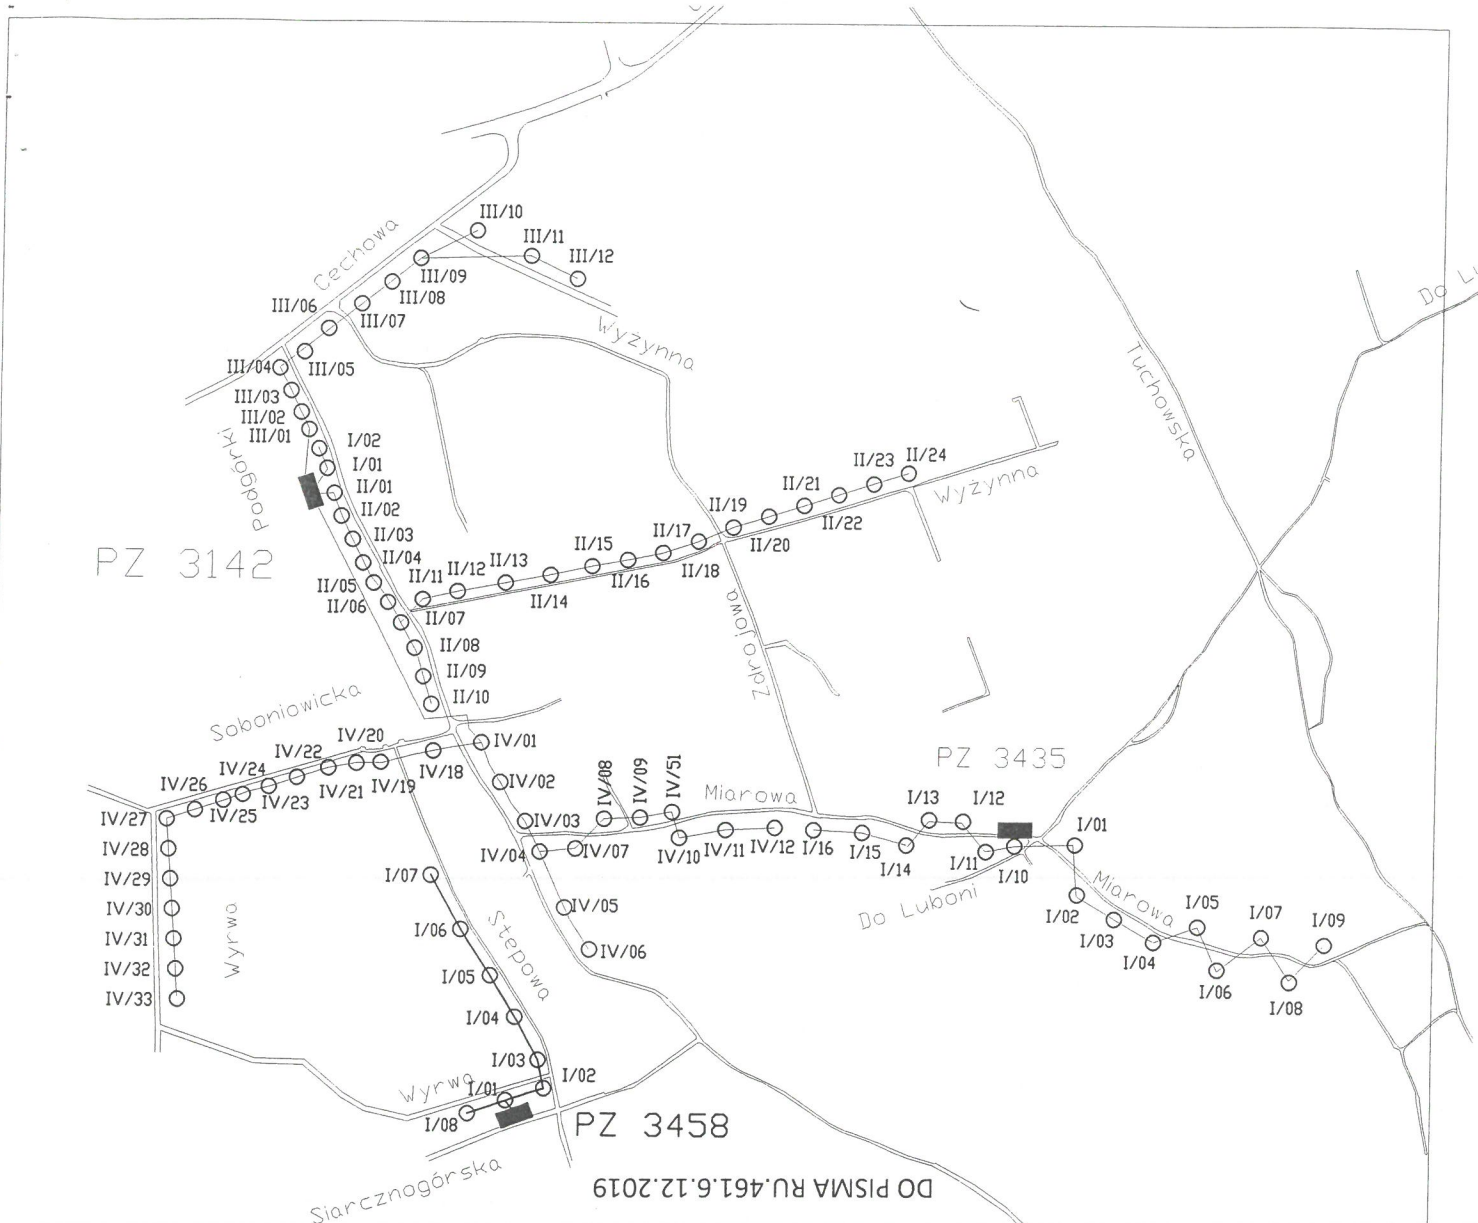 III/10
III/11
III/12
III/09
III/08
III/07
III/06
III/05
III/04
III/03
III/02
III/01
Cechowa
Wyżynna
Do Lu
Tuchowska
Podgórki
I/02
I/01
II/01
II/02
II/03
II/04
II/05
II/06
II/07
II/08
II/09
II/10
II/11
II/12
II/13
II/14
II/15
II/16
II/17
II/18
II/19
II/20
II/21
II/22
II/23
II/24
Wyżynna
PZ 3142
Zdrojowa
Soboniowicka
IV/20
IV/22
IV/24
IV/26
IV/27
IV/25
IV/23
IV/21
IV/19
IV/18
IV/01
IV/02
IV/03
IV/04
IV/07
IV/08
IV/09
IV/51
IV/10
IV/11
IV/12
Miarowa
I/16
I/15
I/14
I/13
I/12
I/11
I/10
PZ 3435
I/01
I/02
I/03
I/04
I/05
I/06
I/07
I/08
I/09
Miarowa
Do Luboni
IV/28
IV/29
IV/30
IV/31
IV/32
IV/33
Wyrwa
IV/05
IV/06
I/07
I/06
I/05
I/04
I/03
I/02
I/01
I/08
Stepowa
Wyrwa
PZ 3458
Siarcznogórska
DO PISMA RU.461.6.12.2019